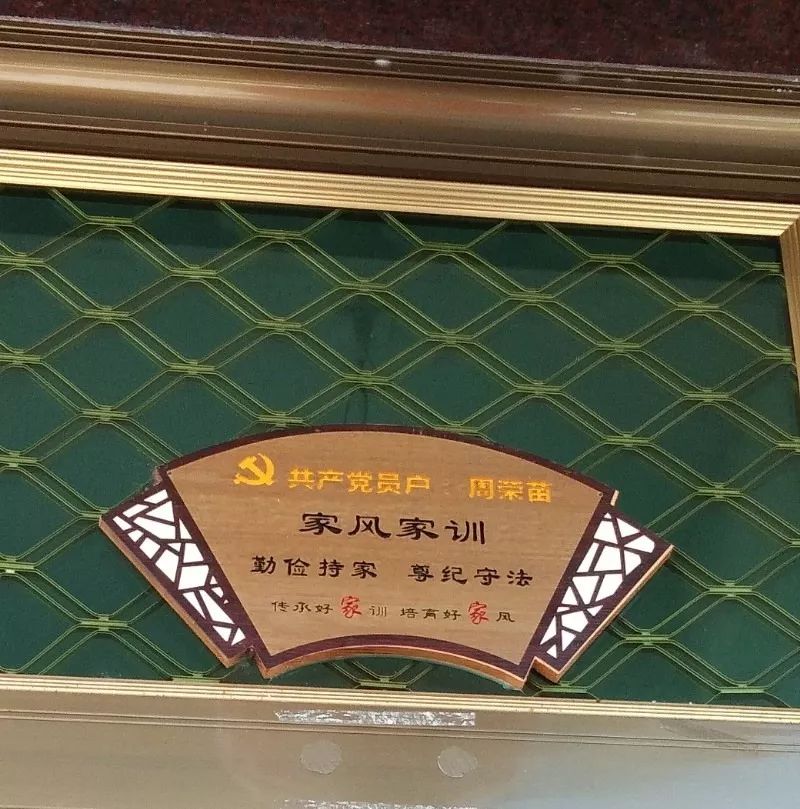 共产党员户：周荣苗
家风家训
勤俭持家 尊纪守法
传承好家训 培育好家风